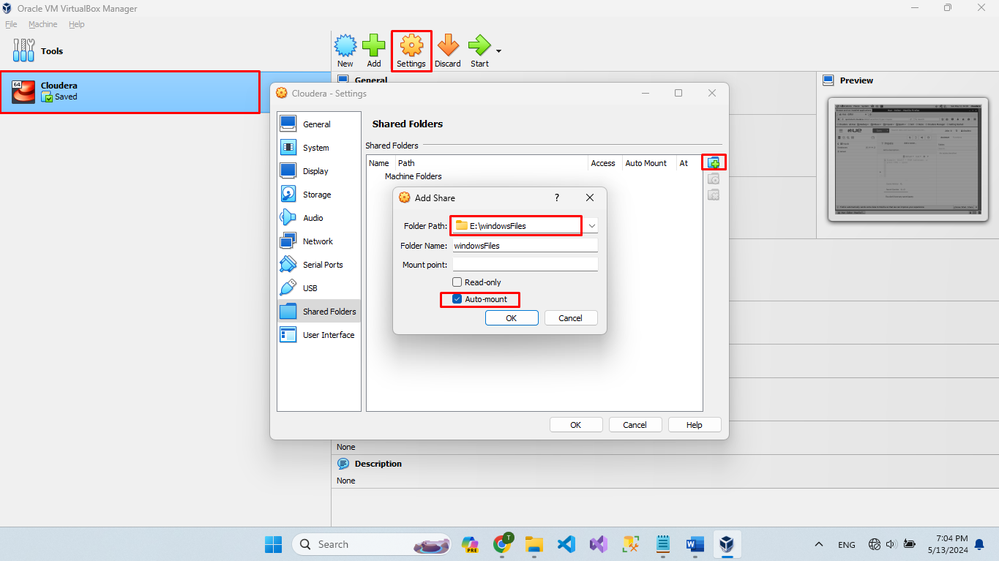 Oracle VM VirtualBox Manager
File Machine Help
Tools
New Add Settings Discard Start
64
Cloudera
Saved
General
Preview
Cloudera - Settings
General
System
Display
Storage
Audio
Network
Serial Ports
USB
Shared Folders
User Interface
Shared Folders
Shared Folders
Name Path Access Auto Mount At
Machine Folders
Add Share ?
Folder Path: E:\windowsFiles
Folder Name: windowsFiles
Mount point:
Read-only
Auto-mount
OK Cancel
OK Cancel Help
None
Description
None
Search
PRE
T
ENG
7:04 PM
5/13/2024